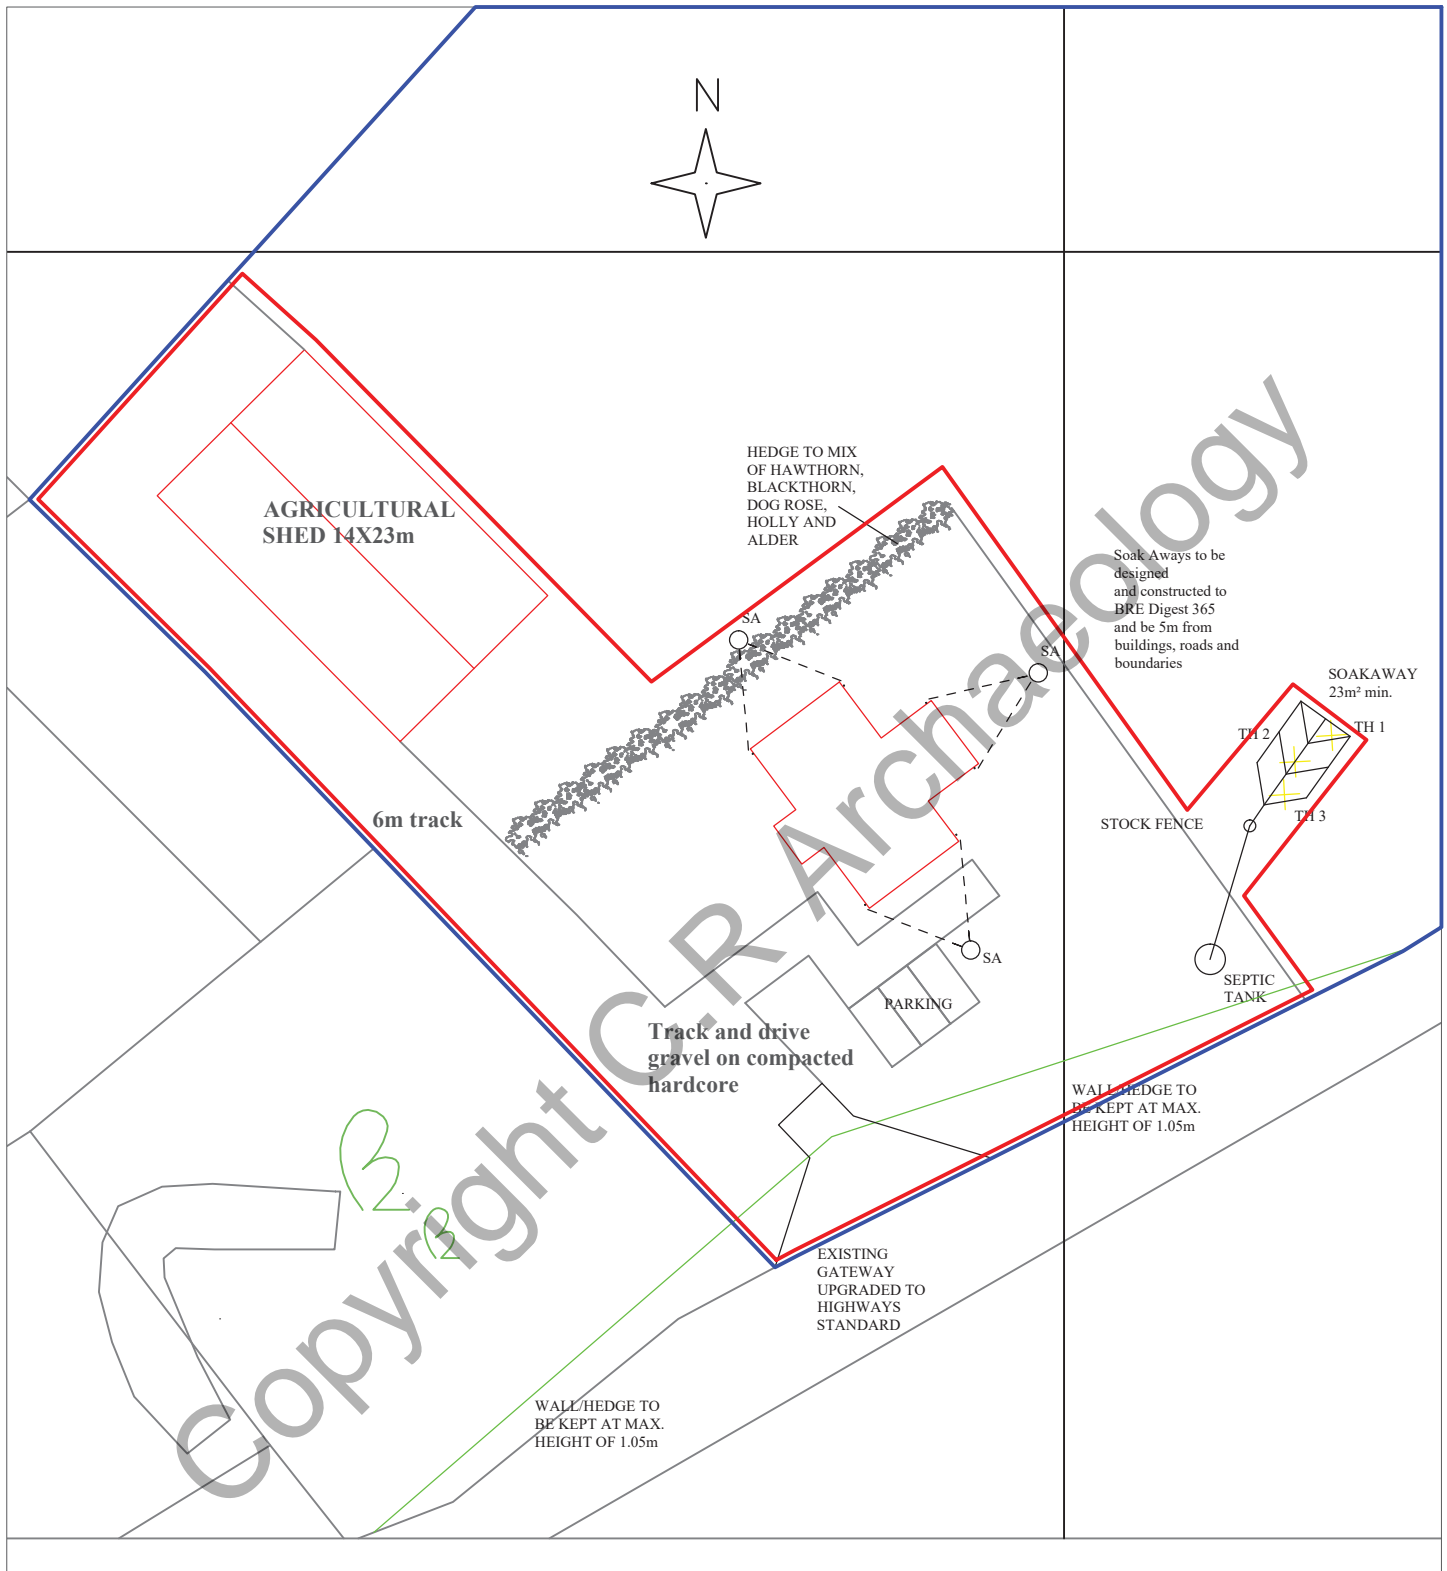 N
HEDGE TO MIX
OF HAWTHORN,
BLACKTHORN,
DOG ROSE,
HOLLY AND
ALDER
AGRICULTURAL
SHED 14X23m
Soak Aways to be
designed
and constructed to
BRE Digest 365
and be 5m from
buildings, roads and
boundaries
SA
SA
SOAKAWAY
23m² min.
TH 1
TH 2
TH 3
STOCK FENCE
6m track
SA
SEPTIC
TANK
PARKING
Track and drive
gravel on compacted
hardcore
WALL/HEDGE TO
BE KEPT AT MAX.
HEIGHT OF 1.05m
EXISTING
GATEWAY
UPGRADED TO
HIGHWAYS
STANDARD
WALL/HEDGE TO
BE KEPT AT MAX.
HEIGHT OF 1.05m
Copyright C.R Archaeology